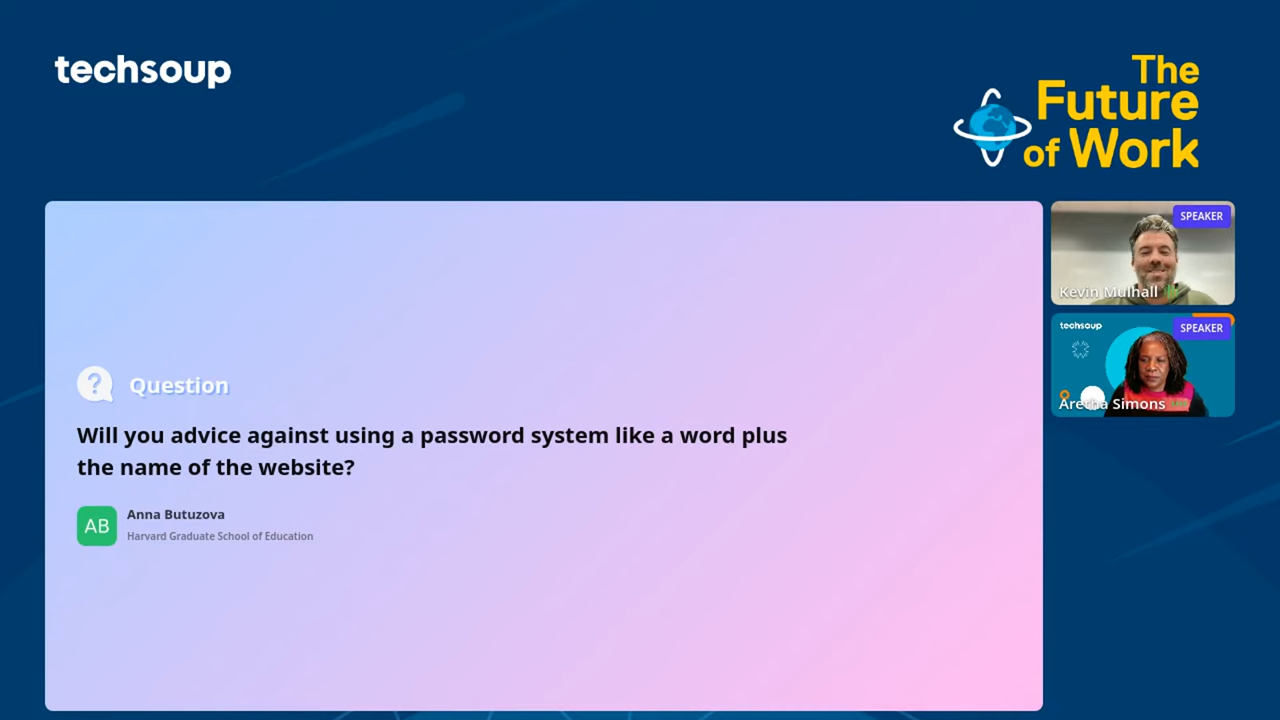 techsoup
The
Future
of Work
SPEAKER
Kevin Mulhall
techsoup
SPEAKER
Aretha Simons
Question
Will you advice against using a password system like a word plus
the name of the website?
AB
Anna Butuzova
Harvard Graduate School of Education